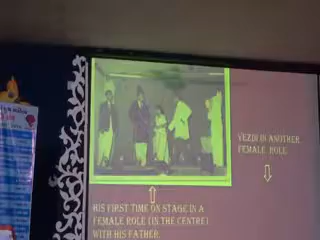 YEZDI IN ANOTHER
FEMALE ROLE.
HIS FIRST TIME ON STAGE IN A
FEMALE ROLE (IN THE CENTRE)
WITH HIS FATHER.